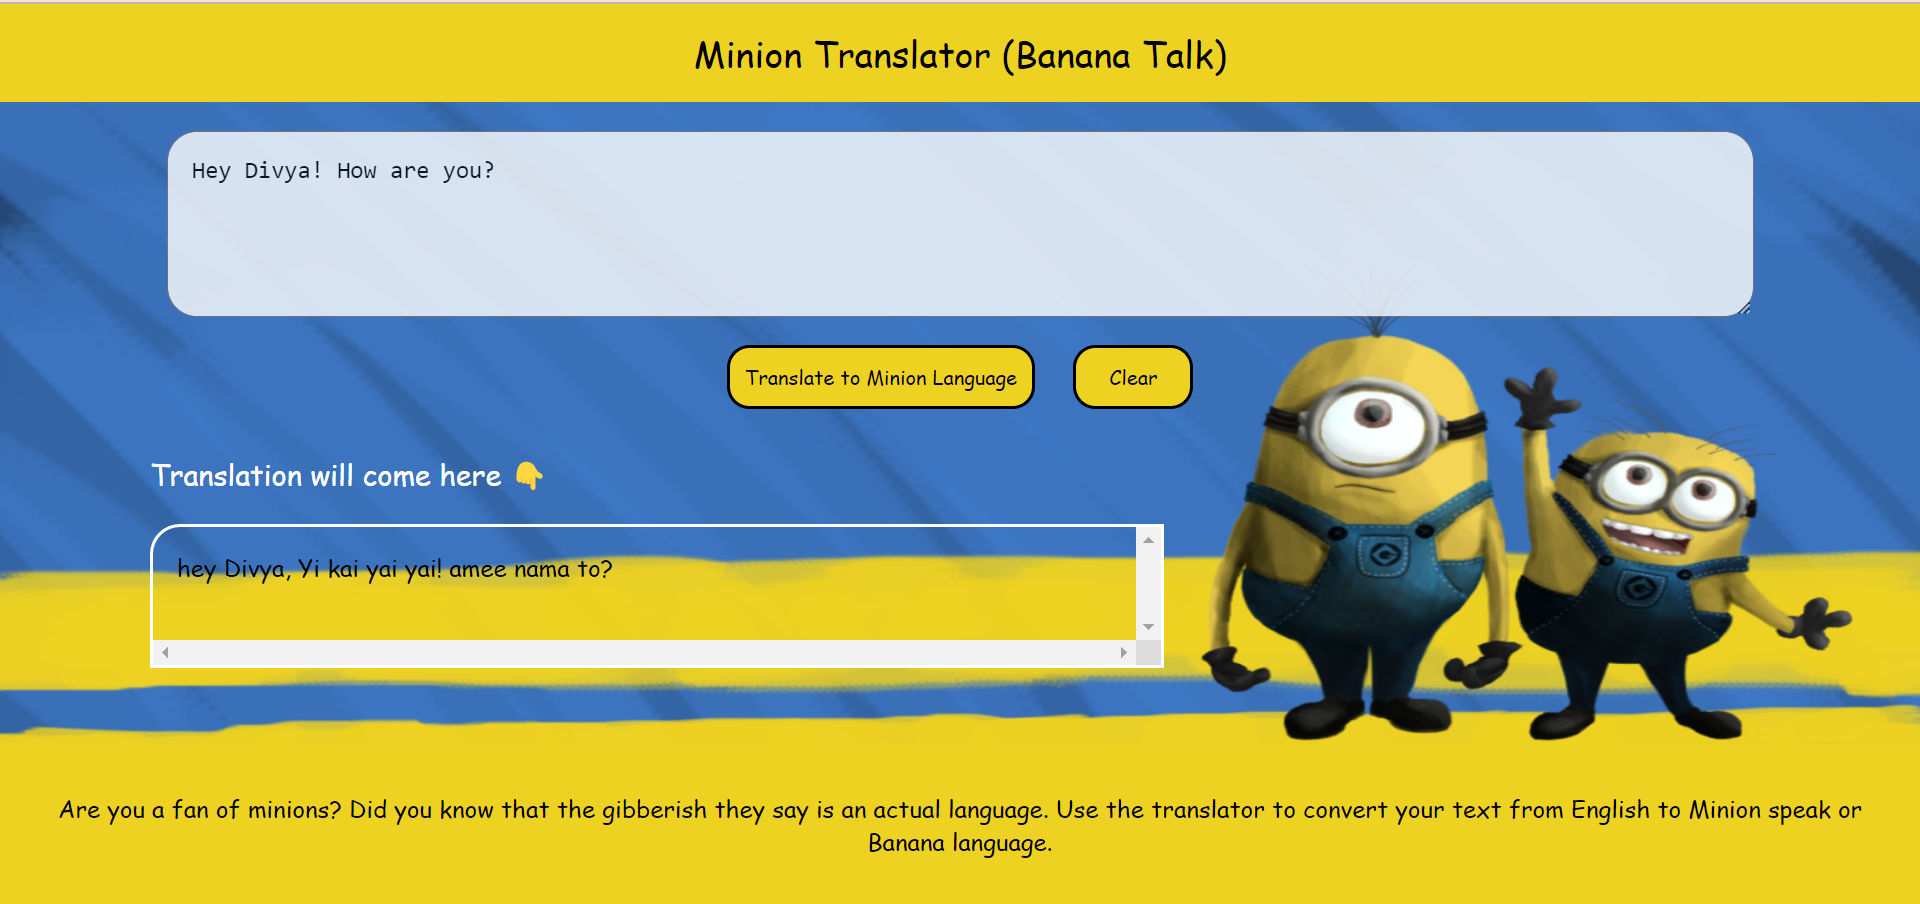 Minion Translator (Banana Talk)
Hey Divya! How are you?
Translate to Minion Language
Clear
Translation will come here 👇
hey Divya, Yi kai yai yai! amee nama to?
Are you a fan of minions? Did you know that the gibberish they say is an actual language. Use the translator to convert your text from English to Minion speak or
Banana language.